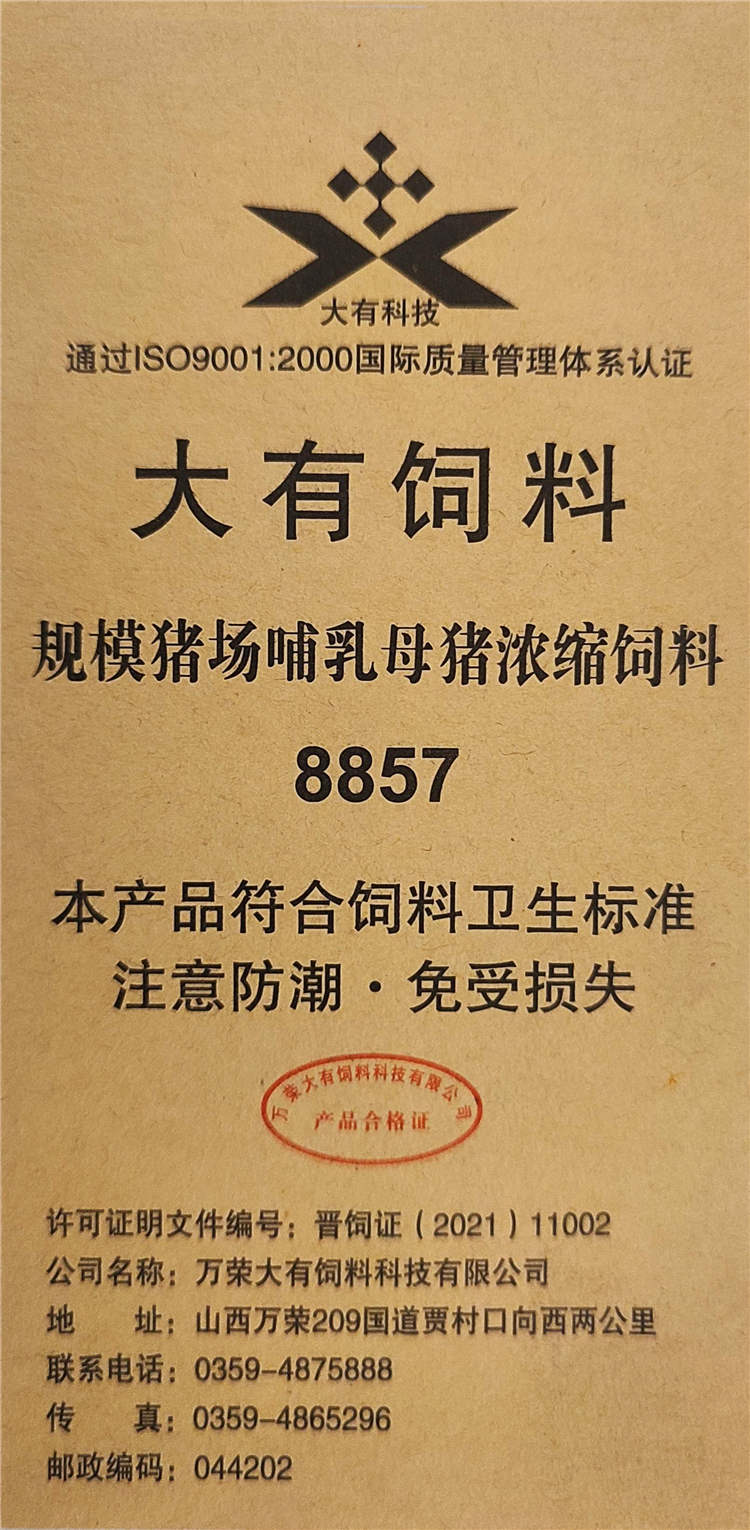 大有科技
通过ISO9001:2000国际质量管理体系认证
大有饲料
规模猪场哺乳母猪浓缩饲料
8857
本产品符合饲料卫生标准
注意防潮·免受损失
万荣大有饲料科技有限公司
产品合格证
许可证明文件编号：晋饲证（2021）11002
公司名称：万荣大有饲料科技有限公司
地　　址：山西万荣209国道贾村口向西两公里
联系电话：0359-4875888
传　　真：0359-4865296
邮政编码：044202